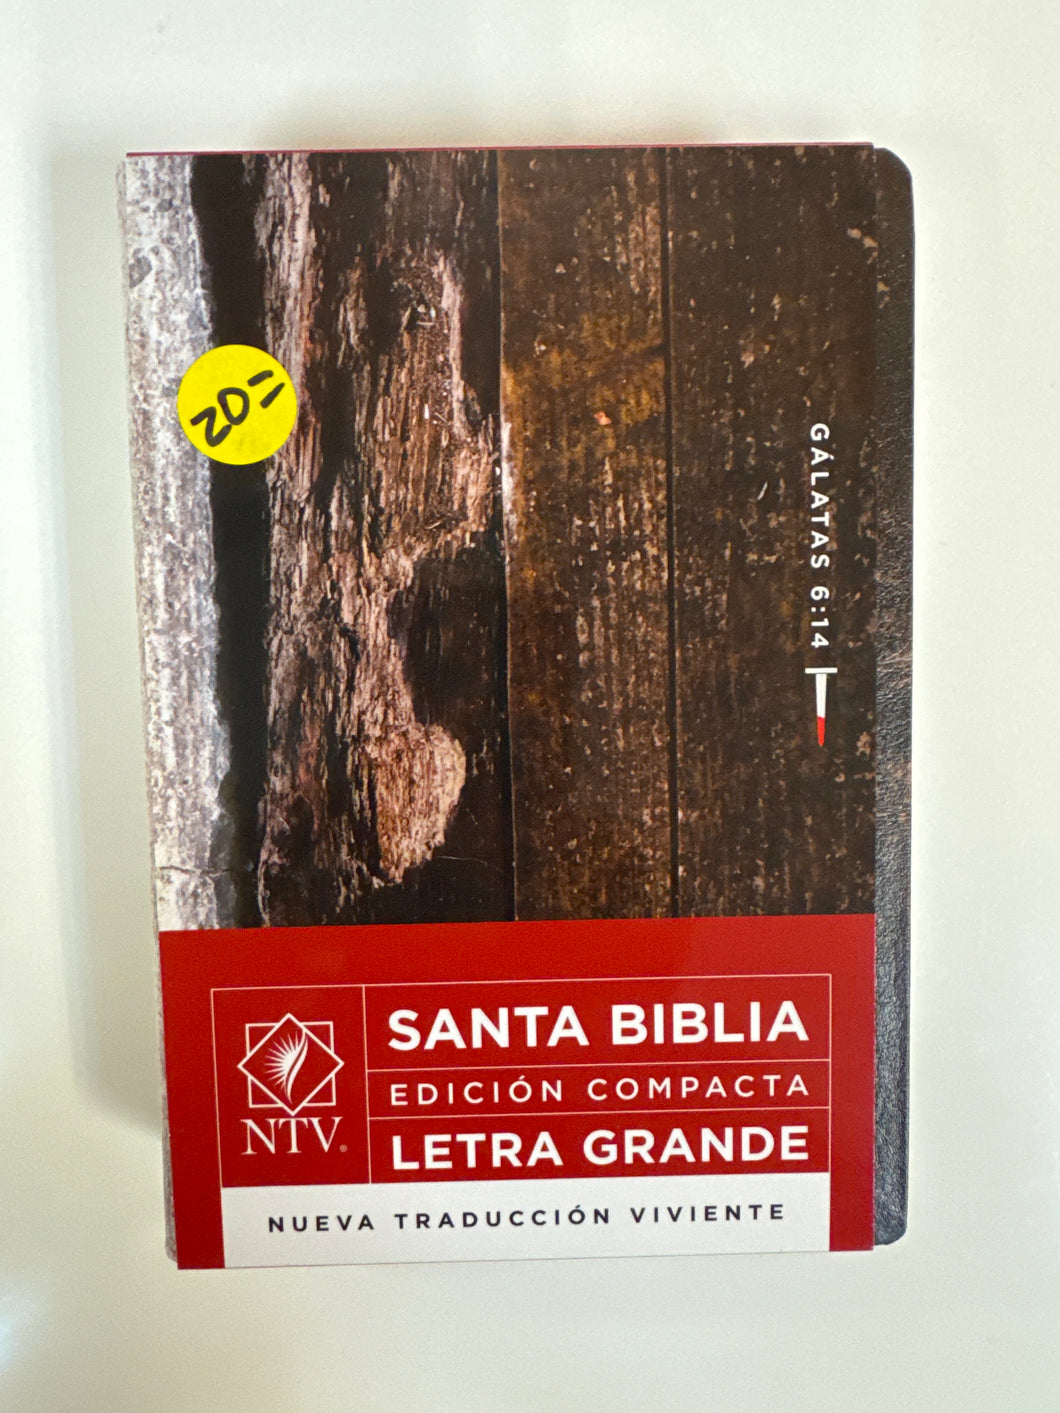 20=
GÁLATAS 6:14
NTV®
SANTA BIBLIA
EDICIÓN COMPACTA
LETRA GRANDE
NUEVA TRADUCCIÓN VIVIENTE